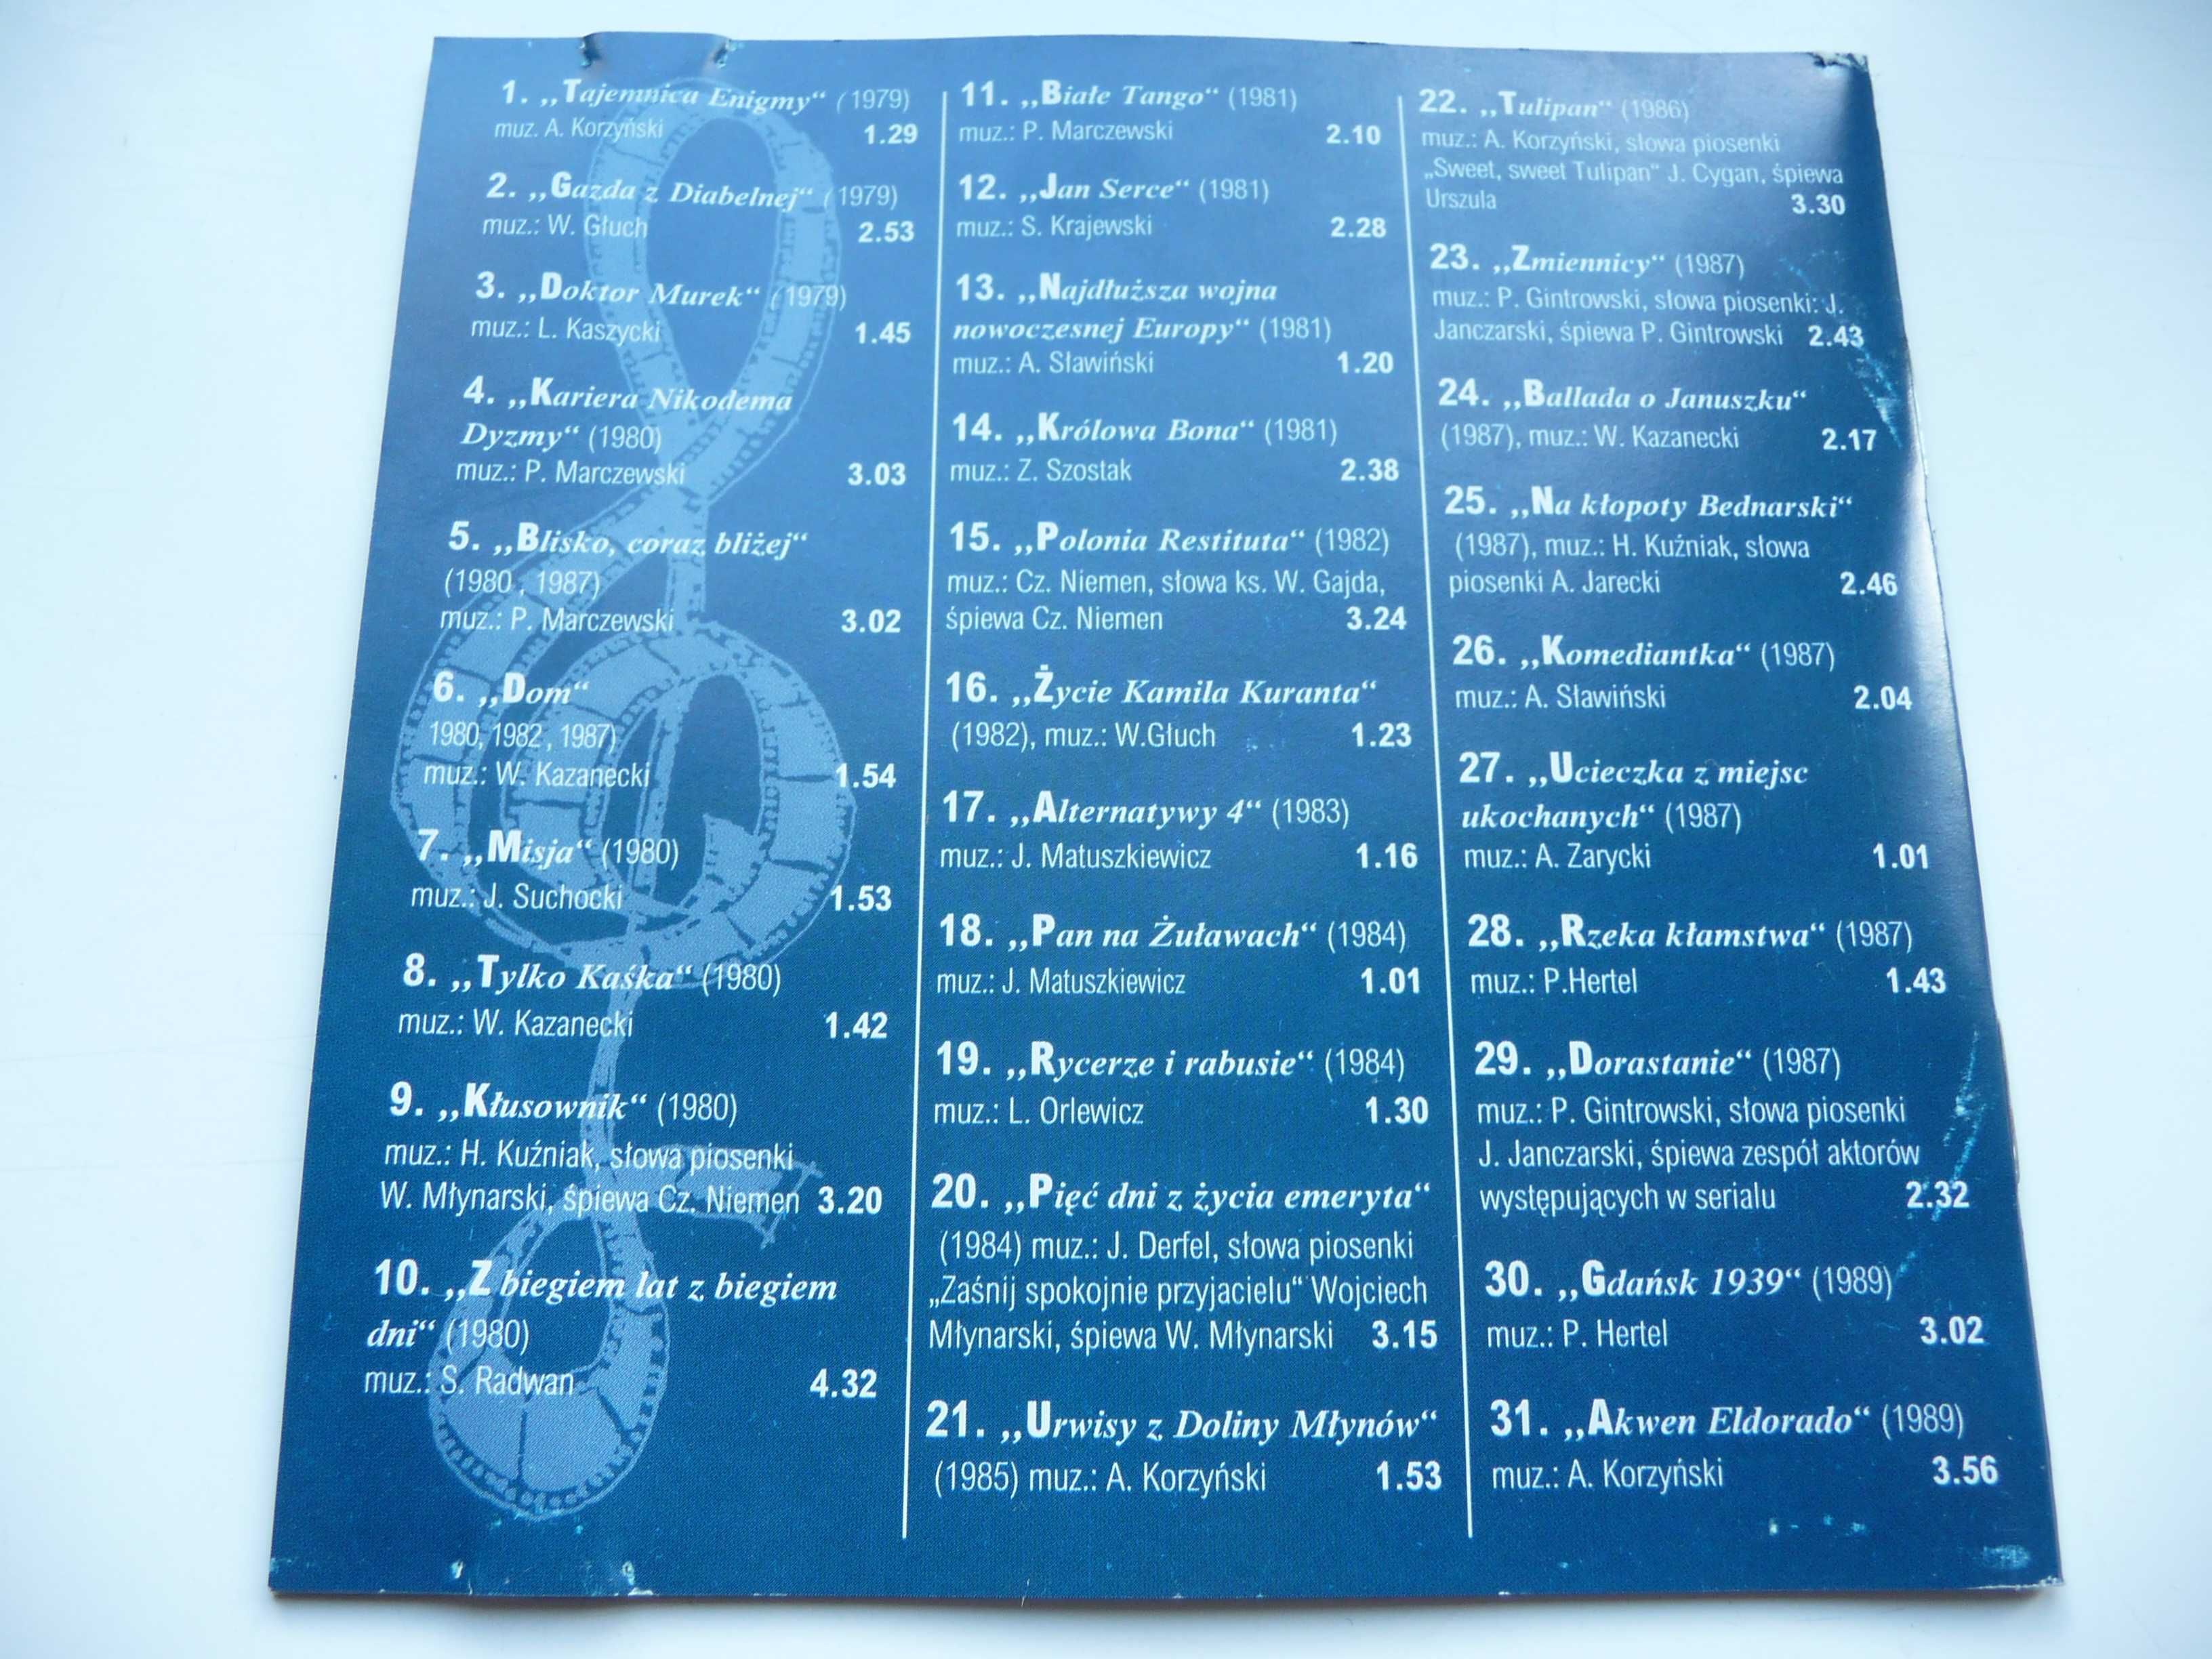 1. „Tajemnica Enigmy“ (1979)
muz. A. Korzyński 1.29
2. „Gazda z Diabelnej“ (1979)
muz.: W. Głuch 2.53
3. „Doktor Murek“ (1979)
muz.: L. Kaszycki 1.45
4. „Kariera Nikodema
Dyzmy“ (1980)
muz.: P. Marczewski 3.03
5. „Blisko, coraz bliżej“
(1980, 1987)
muz.: P. Marczewski 3.02
6. „Dom“
1980, 1982, 1987)
muz.: W. Kazanecki 1.54
7. „Misja“ (1980)
muz.: J. Suchocki 1.53
8. „Tylko Kaśka“ (1980)
muz.: W. Kazanecki 1.42
9. „Kłusownik“ (1980)
muz.: H. Kuźniak, słowa piosenki
W. Młynarski, śpiewa Cz. Niemen 3.20
10. „Z biegiem lat z biegiem
dni“ (1980)
muz.: S. Radwan 4.32
11. „Białe Tango“ (1981)
muz.: P. Marczewski 2.10
12. „Jan Serce“ (1981)
muz.: S. Krajewski 2.28
13. „Najdłuższa wojna
nowoczesnej Europy“ (1981)
muz.: A. Sławiński 1.20
14. „Królowa Bona“ (1981)
muz.: Z. Szostak 2.38
15. „Polonia Restituta“ (1982)
muz.: Cz. Niemen, słowa ks. W. Gajda,
śpiewa Cz. Niemen 3.24
16. „Życie Kamila Kuranta“
(1982), muz.: W.Głuch 1.23
17. „Alternatywy 4“ (1983)
muz.: J. Matuszkiewicz 1.16
18. „Pan na Żuławach“ (1984)
muz.: J. Matuszkiewicz 1.01
19. „Rycerze i rabusie“ (1984)
muz.: L. Orlewicz 1.30
20. „Pięć dni z życia emeryta“
(1984) muz.: J. Derfel, słowa piosenki
„Zaśnij spokojnie przyjacielu“ Wojciech
Młynarski, śpiewa W. Młynarski 3.15
21. „Urwisy z Doliny Młynów“
(1985) muz.: A. Korzyński 1.53
22. „Tulipan“ (1986)
muz.: A. Korzyński, słowa piosenki
„Sweet, sweet Tulipan“ J. Cygan, śpiewa
Urszula 3.30
23. „Zmiennicy“ (1987)
muz.: P. Gintrowski, słowa piosenki: J.
Janczarski, śpiewa P. Gintrowski 2.43
24. „Ballada o Januszku“
(1987), muz.: W. Kazanecki 2.17
25. „Na kłopoty Bednarski“
(1987), muz.: H. Kuźniak, słowa
piosenki A. Jarecki 2.46
26. „Komediantka“ (1987)
muz.: A. Sławiński 2.04
27. „Ucieczka z miejsc
ukochanych“ (1987)
muz.: A. Zarycki 1.01
28. „Rzeka kłamstwa“ (1987)
muz.: P.Hertel 1.43
29. „Dorastanie“ (1987)
muz.: P. Gintrowski, słowa piosenki
J. Janczarski, śpiewa zespół aktorów
występujących w serialu 2.32
30. „Gdańsk 1939“ (1989)
muz.: P. Hertel 3.02
31. „Akwen Eldorado“ (1989)
muz.: A. Korzyński 3.56